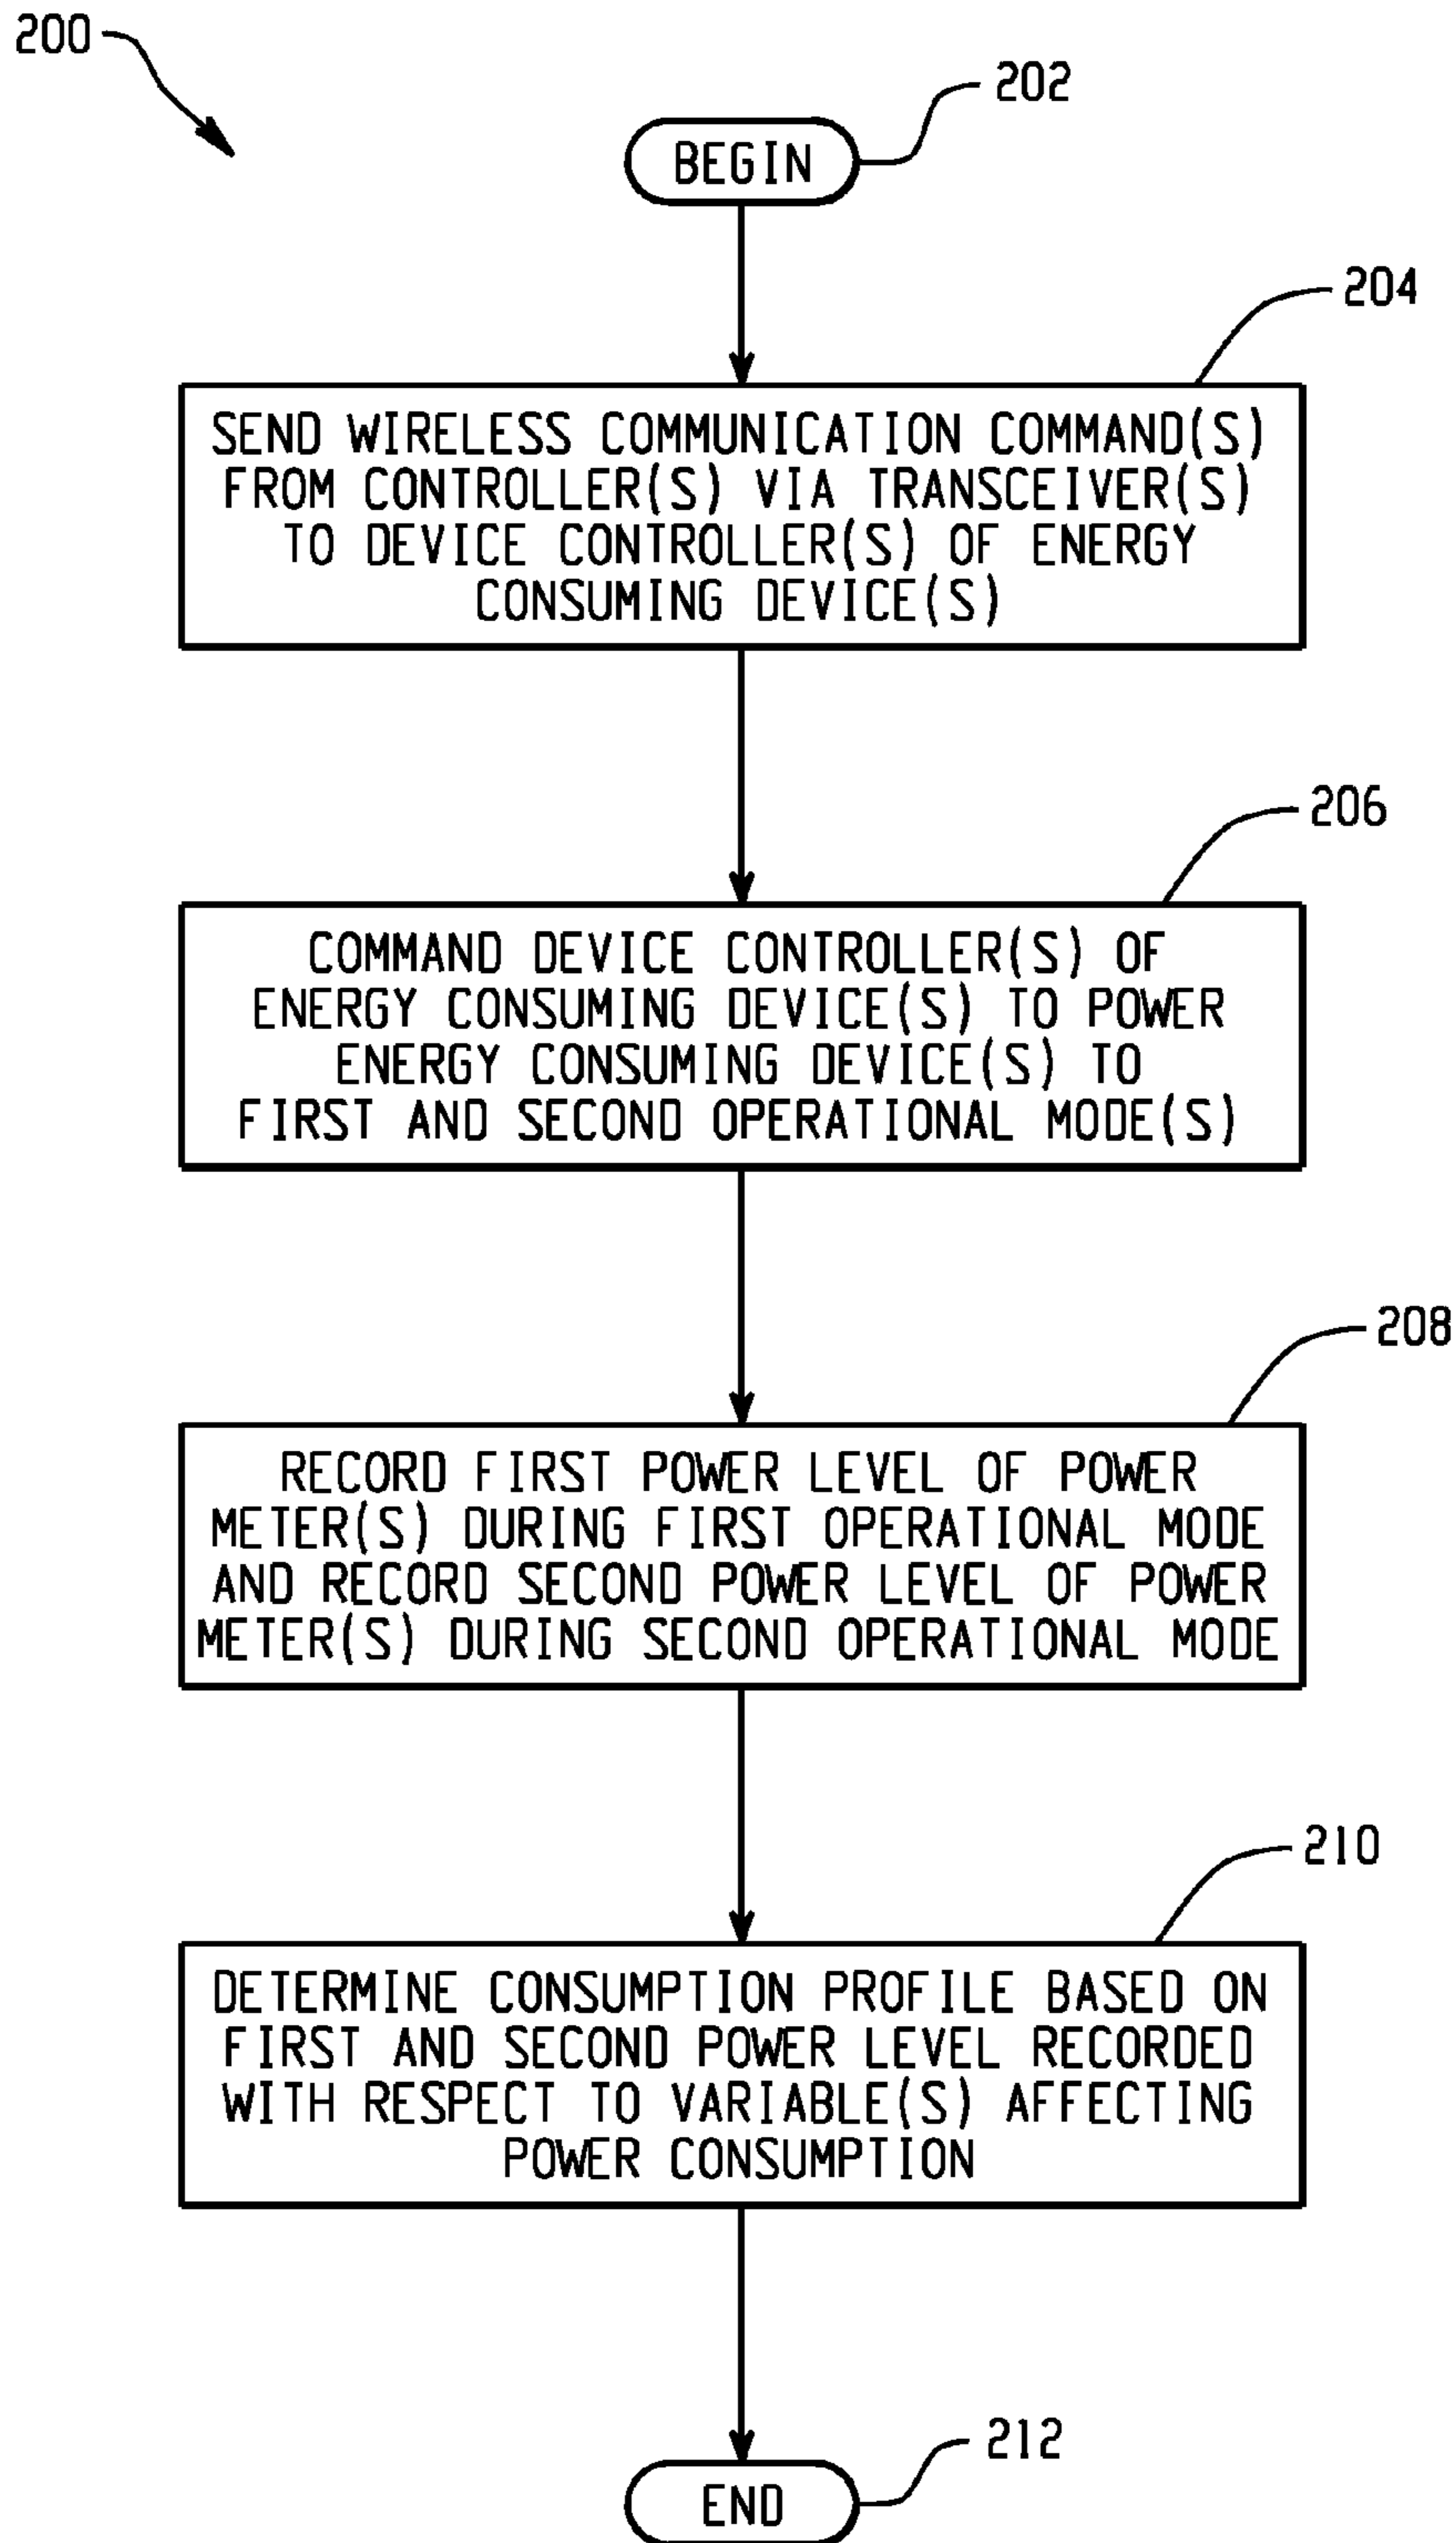 200
202
BEGIN
204
SEND WIRELESS COMMUNICATION COMMAND(S)
FROM CONTROLLER(S) VIA TRANSCEIVER(S)
TO DEVICE CONTROLLER(S) OF ENERGY
CONSUMING DEVICE(S)
206
COMMAND DEVICE CONTROLLER(S) OF
ENERGY CONSUMING DEVICE(S) TO POWER
ENERGY CONSUMING DEVICE(S) TO
FIRST AND SECOND OPERATIONAL MODE(S)
208
RECORD FIRST POWER LEVEL OF POWER
METER(S) DURING FIRST OPERATIONAL MODE
AND RECORD SECOND POWER LEVEL OF POWER
METER(S) DURING SECOND OPERATIONAL MODE
210
DETERMINE CONSUMPTION PROFILE BASED ON
FIRST AND SECOND POWER LEVEL RECORDED
WITH RESPECT TO VARIABLE(S) AFFECTING
POWER CONSUMPTION
212
END